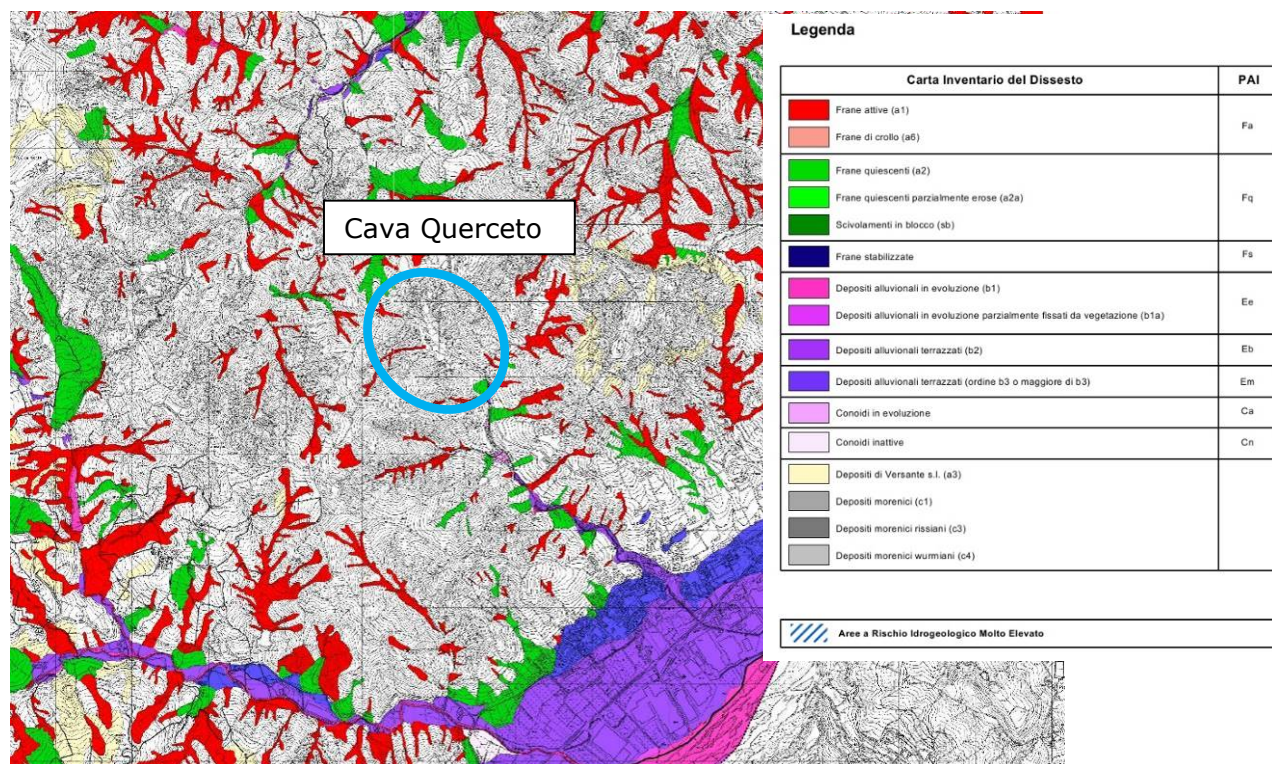 Cava Querceto
Legenda
Carta Inventario del Dissesto PAI
Frane attive (a1)
Frane di crollo (a6)
Fa
Frane quiescenti (a2)
Frane quiescenti parzialmente erose (a2a)
Scivolamenti in blocco (sb)
Fq
Frane stabilizzate
Fs
Depositi alluvionali in evoluzione (b1)
Depositi alluvionali in evoluzione parzialmente fissati da vegetazione (b1a)
Ee
Depositi alluvionali terrazzati (b2)
Eb
Depositi alluvionali terrazzati (ordine b3 o maggiore di b3)
Em
Conoidi in evoluzione
Ca
Conoidi inattive
Cn
Depositi di Versante s.l. (a3)
Depositi morenici (c1)
Depositi morenici rissiani (c3)
Depositi morenici wurmiani (c4)
Aree a Rischio Idrogeologico Molto Elevato